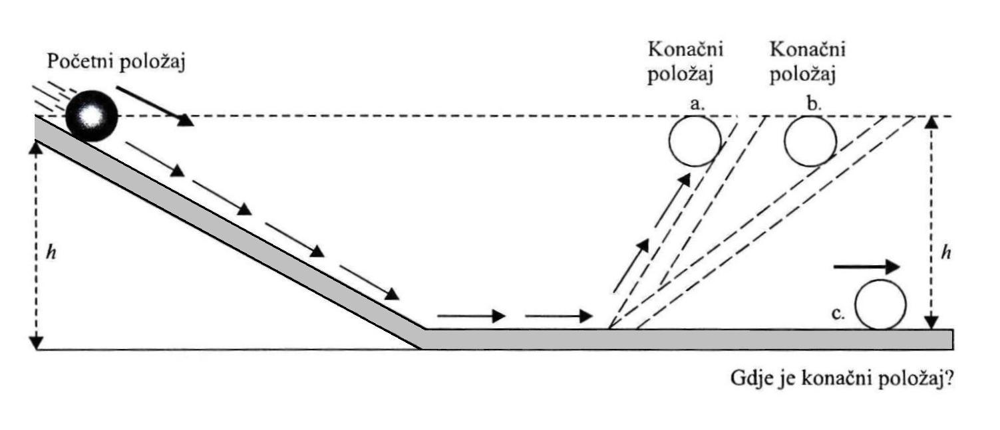 Početni položaj
Konačni
položaj
a.
Konačni
položaj
b.
h
h
c.
Gdje je konačni položaj?